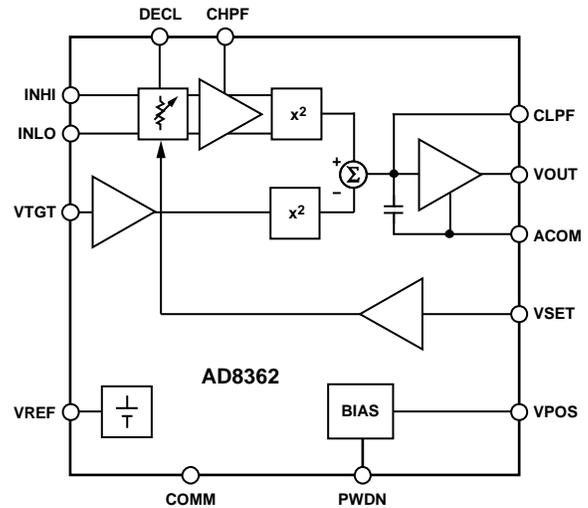 DECL
CHPF
INHI
INLO
x²
CLPF
+
Σ
−
VOUT
VTGT
x²
ACOM
VSET
AD8362
VREF
BIAS
VPOS
COMM
PWDN